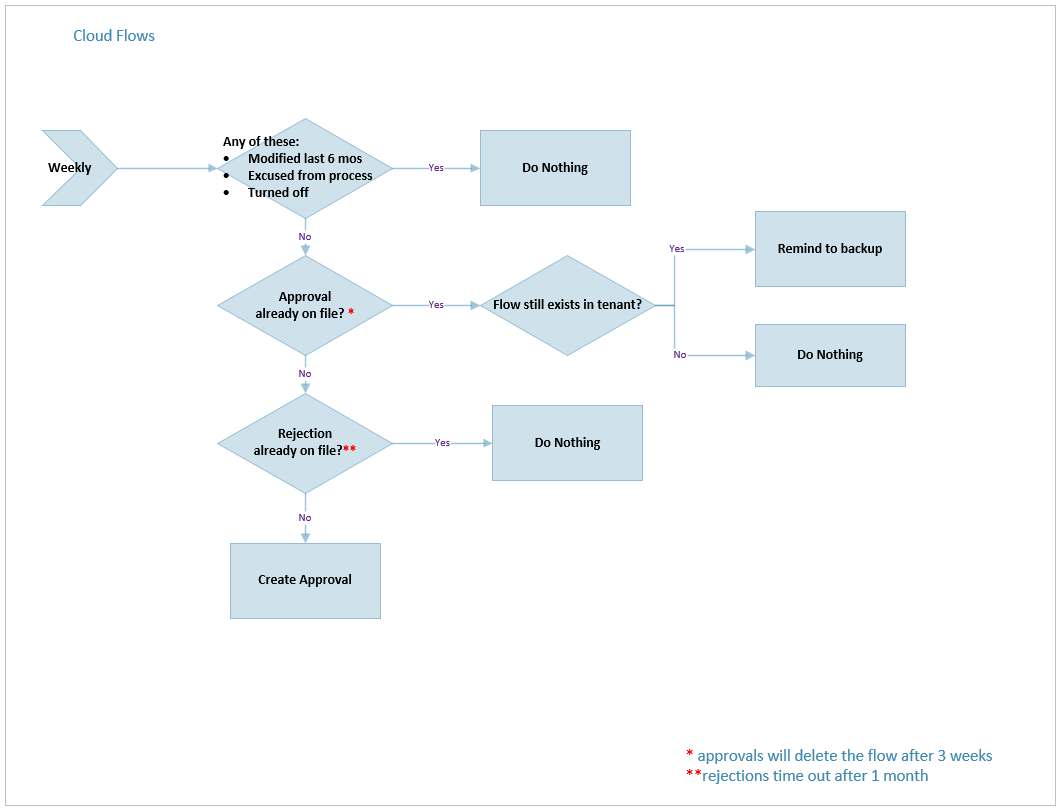 Cloud Flows
Weekly
Any of these:
• Modified last 6 mos
• Excused from process
• Turned off
Yes
Do Nothing
No
Approval
already on file? *
Yes
Flow still exists in tenant?
Yes
Remind to backup
No
Do Nothing
No
Rejection
already on file?**
Yes
Do Nothing
No
Create Approval
* approvals will delete the flow after 3 weeks
**rejections time out after 1 month